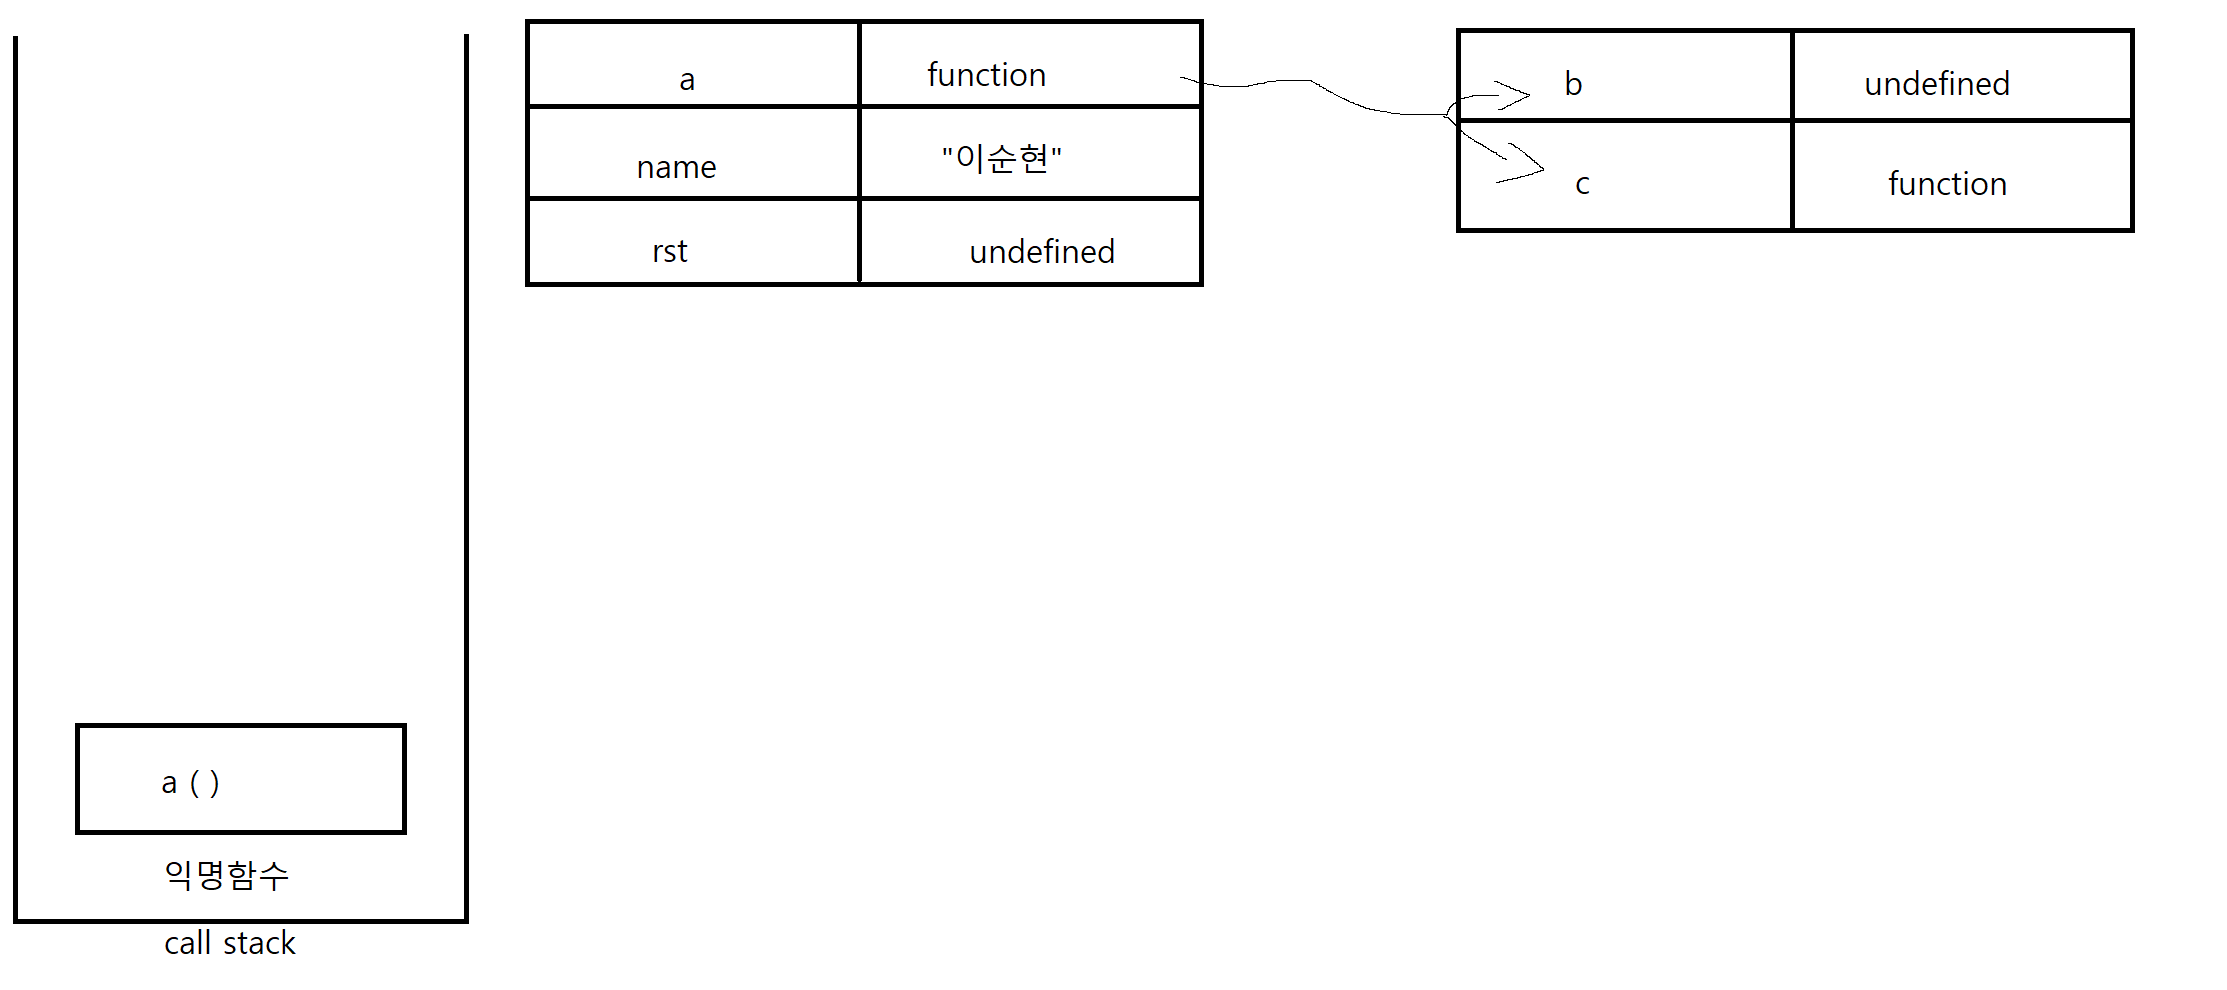 a function
name "이순현"
rst undefined
b undefined
c function
a ( )
익명함수
call stack